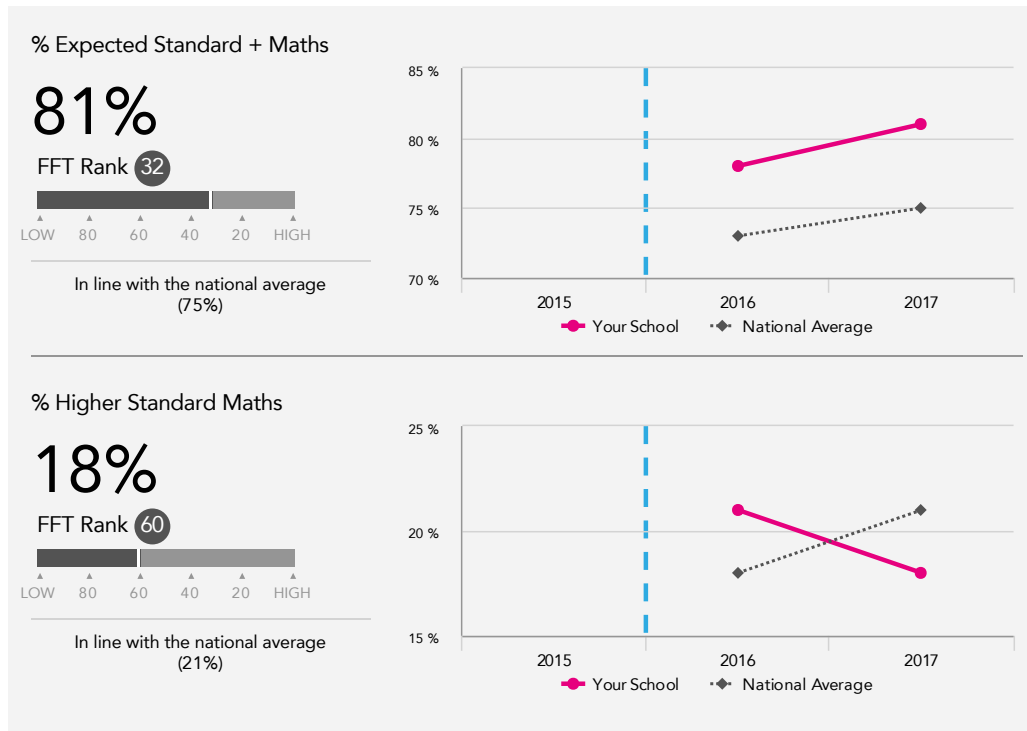 % Expected Standard + Maths
81%
FFT Rank 32
LOW 80 60 40 20 HIGH
In line with the national average
(75%)
85 %
80 %
75 %
70 %
2015 2016 2017
Your School National Average
% Higher Standard Maths
18%
FFT Rank 60
LOW 80 60 40 20 HIGH
In line with the national average
(21%)
25 %
20 %
15 %
2015 2016 2017
Your School National Average